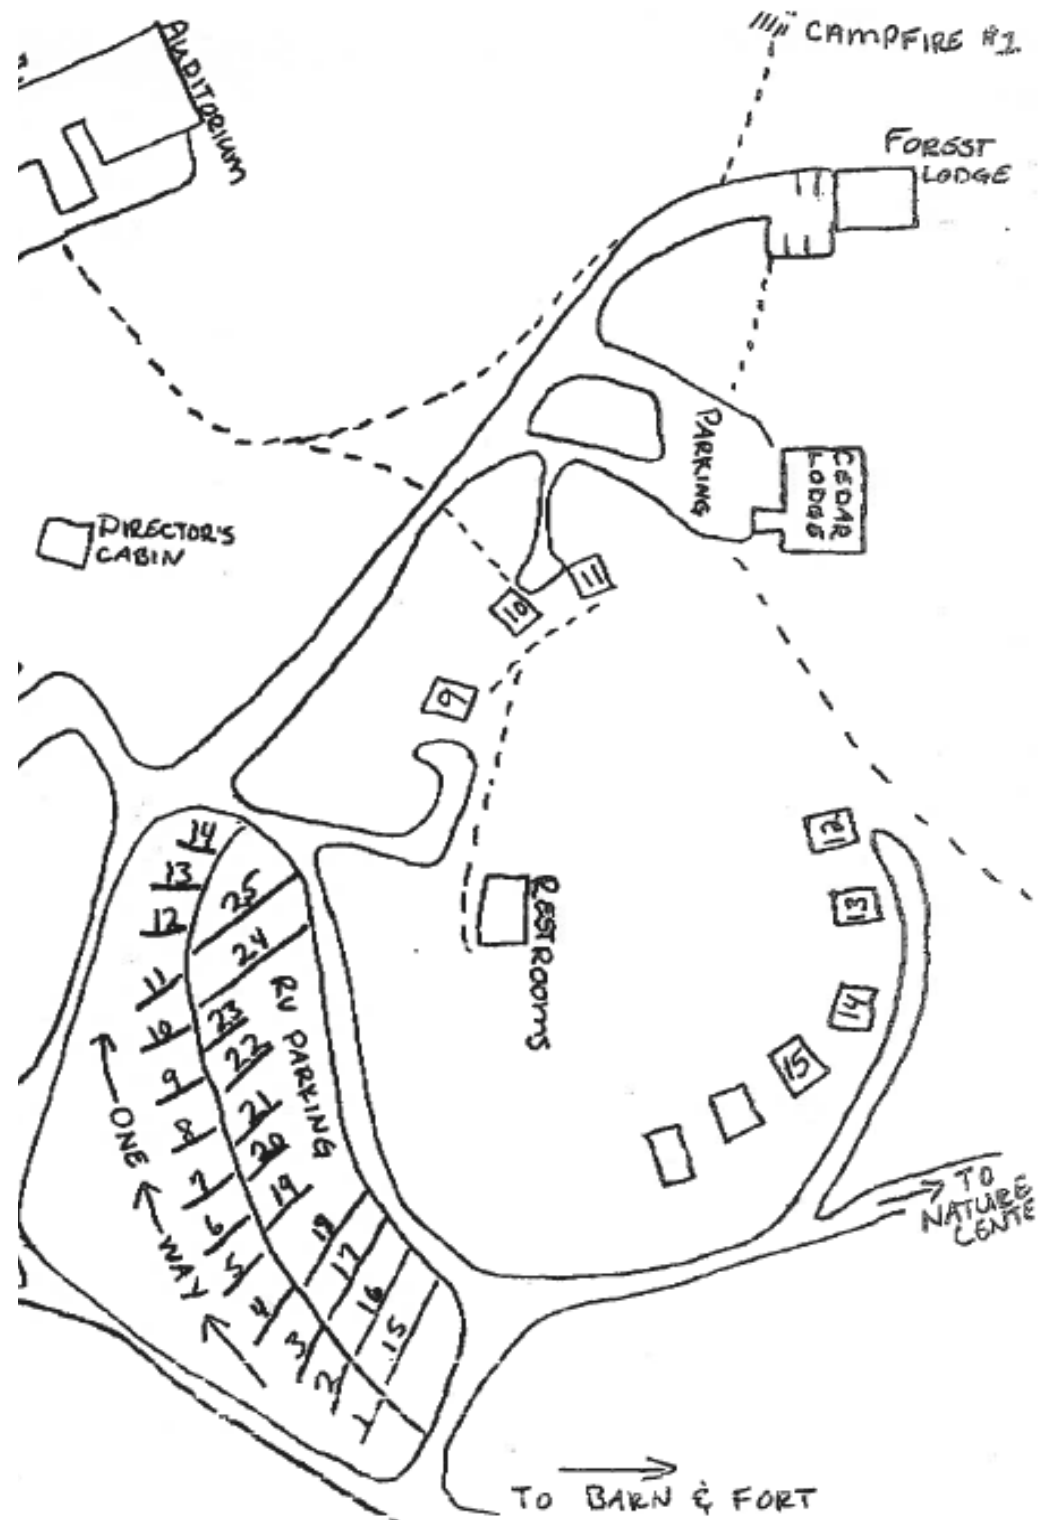 AUDITORIUM
CAMPFIRE #1
FOREST
LODGE
PARKING
CEDAR
LODGE
DIRECTOR'S
CABIN
11
10
9
12
13
14
15
RESTROOMS
14
13
12
11
10
9
8
7
6
5
4
3
2
1
25
24
23
22
21
20
19
18
17
16
15
RV PARKING
ONE
WAY
TO
NATURE
CENTE
TO BARN & FORT